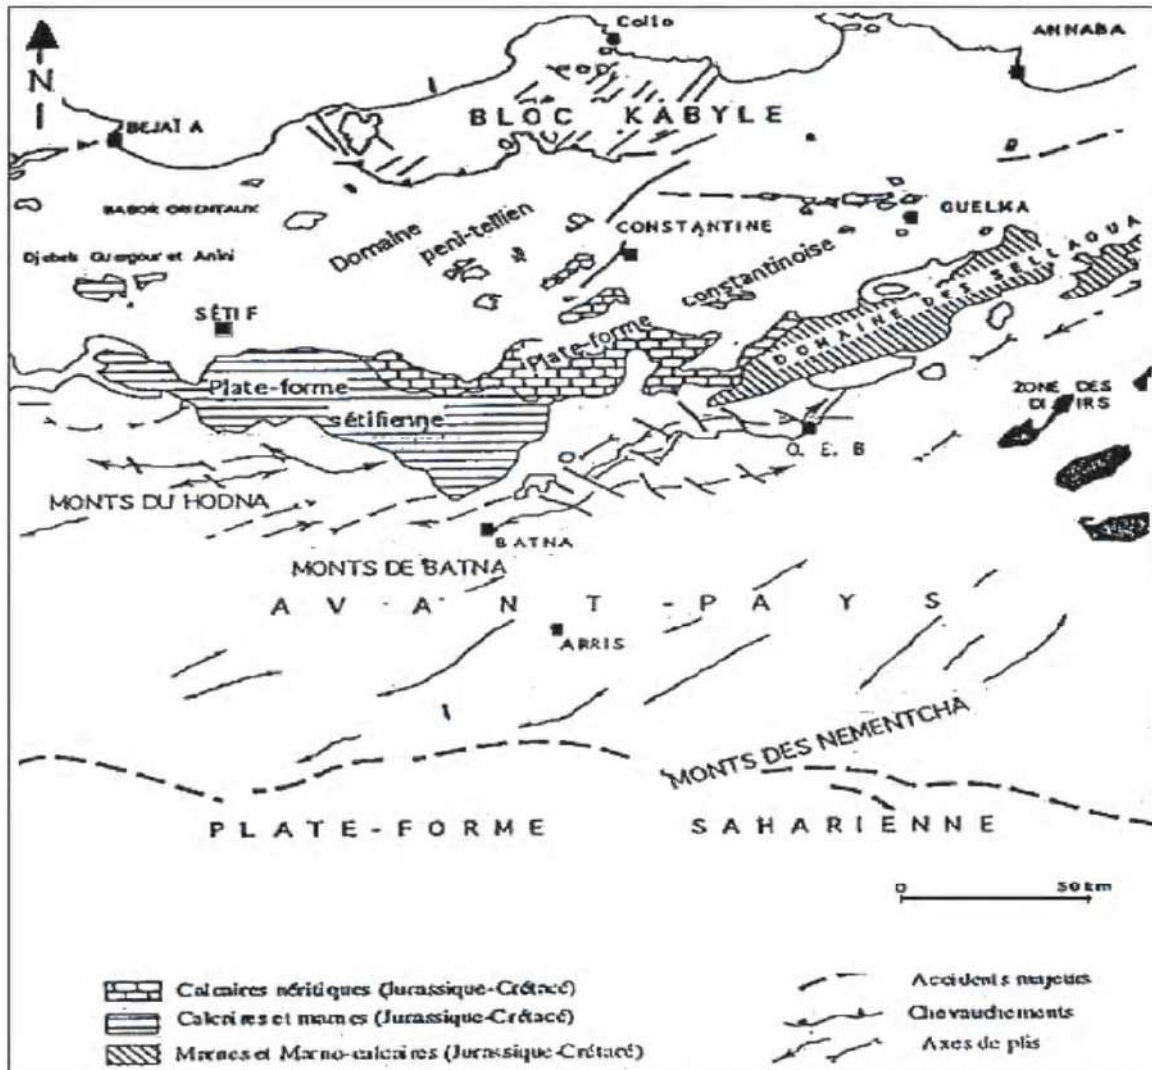 Collo
ANNABA
N
BLOC KABYLE
BEJAÏA
BABOR ORIENTAUX
Domaine
peni-tellien
CONSTANTINE
GUELMA
Djebels Guergour et Anini
constantinoise
SÉTIF
DOMAINE DES SELLAOUA
Plate-forme
Plate-forme
sétifienne
ZONE DES
O. E. B
MONTS DU HODNA
BATNA
MONTS DE BATNA
AVANT-PAYS
ARRIS
MONTS DES NEMENTCHA
PLATE-FORME SAHARIENNE
0 50 km
Calcaires néritiques (Jurassique-Crétacé)
Calcaires et marnes (Jurassique-Crétacé)
Marnes et Marno-calcaires (Jurassique-Crétacé)
Accidents majeurs
Chevauchements
Axes de plis